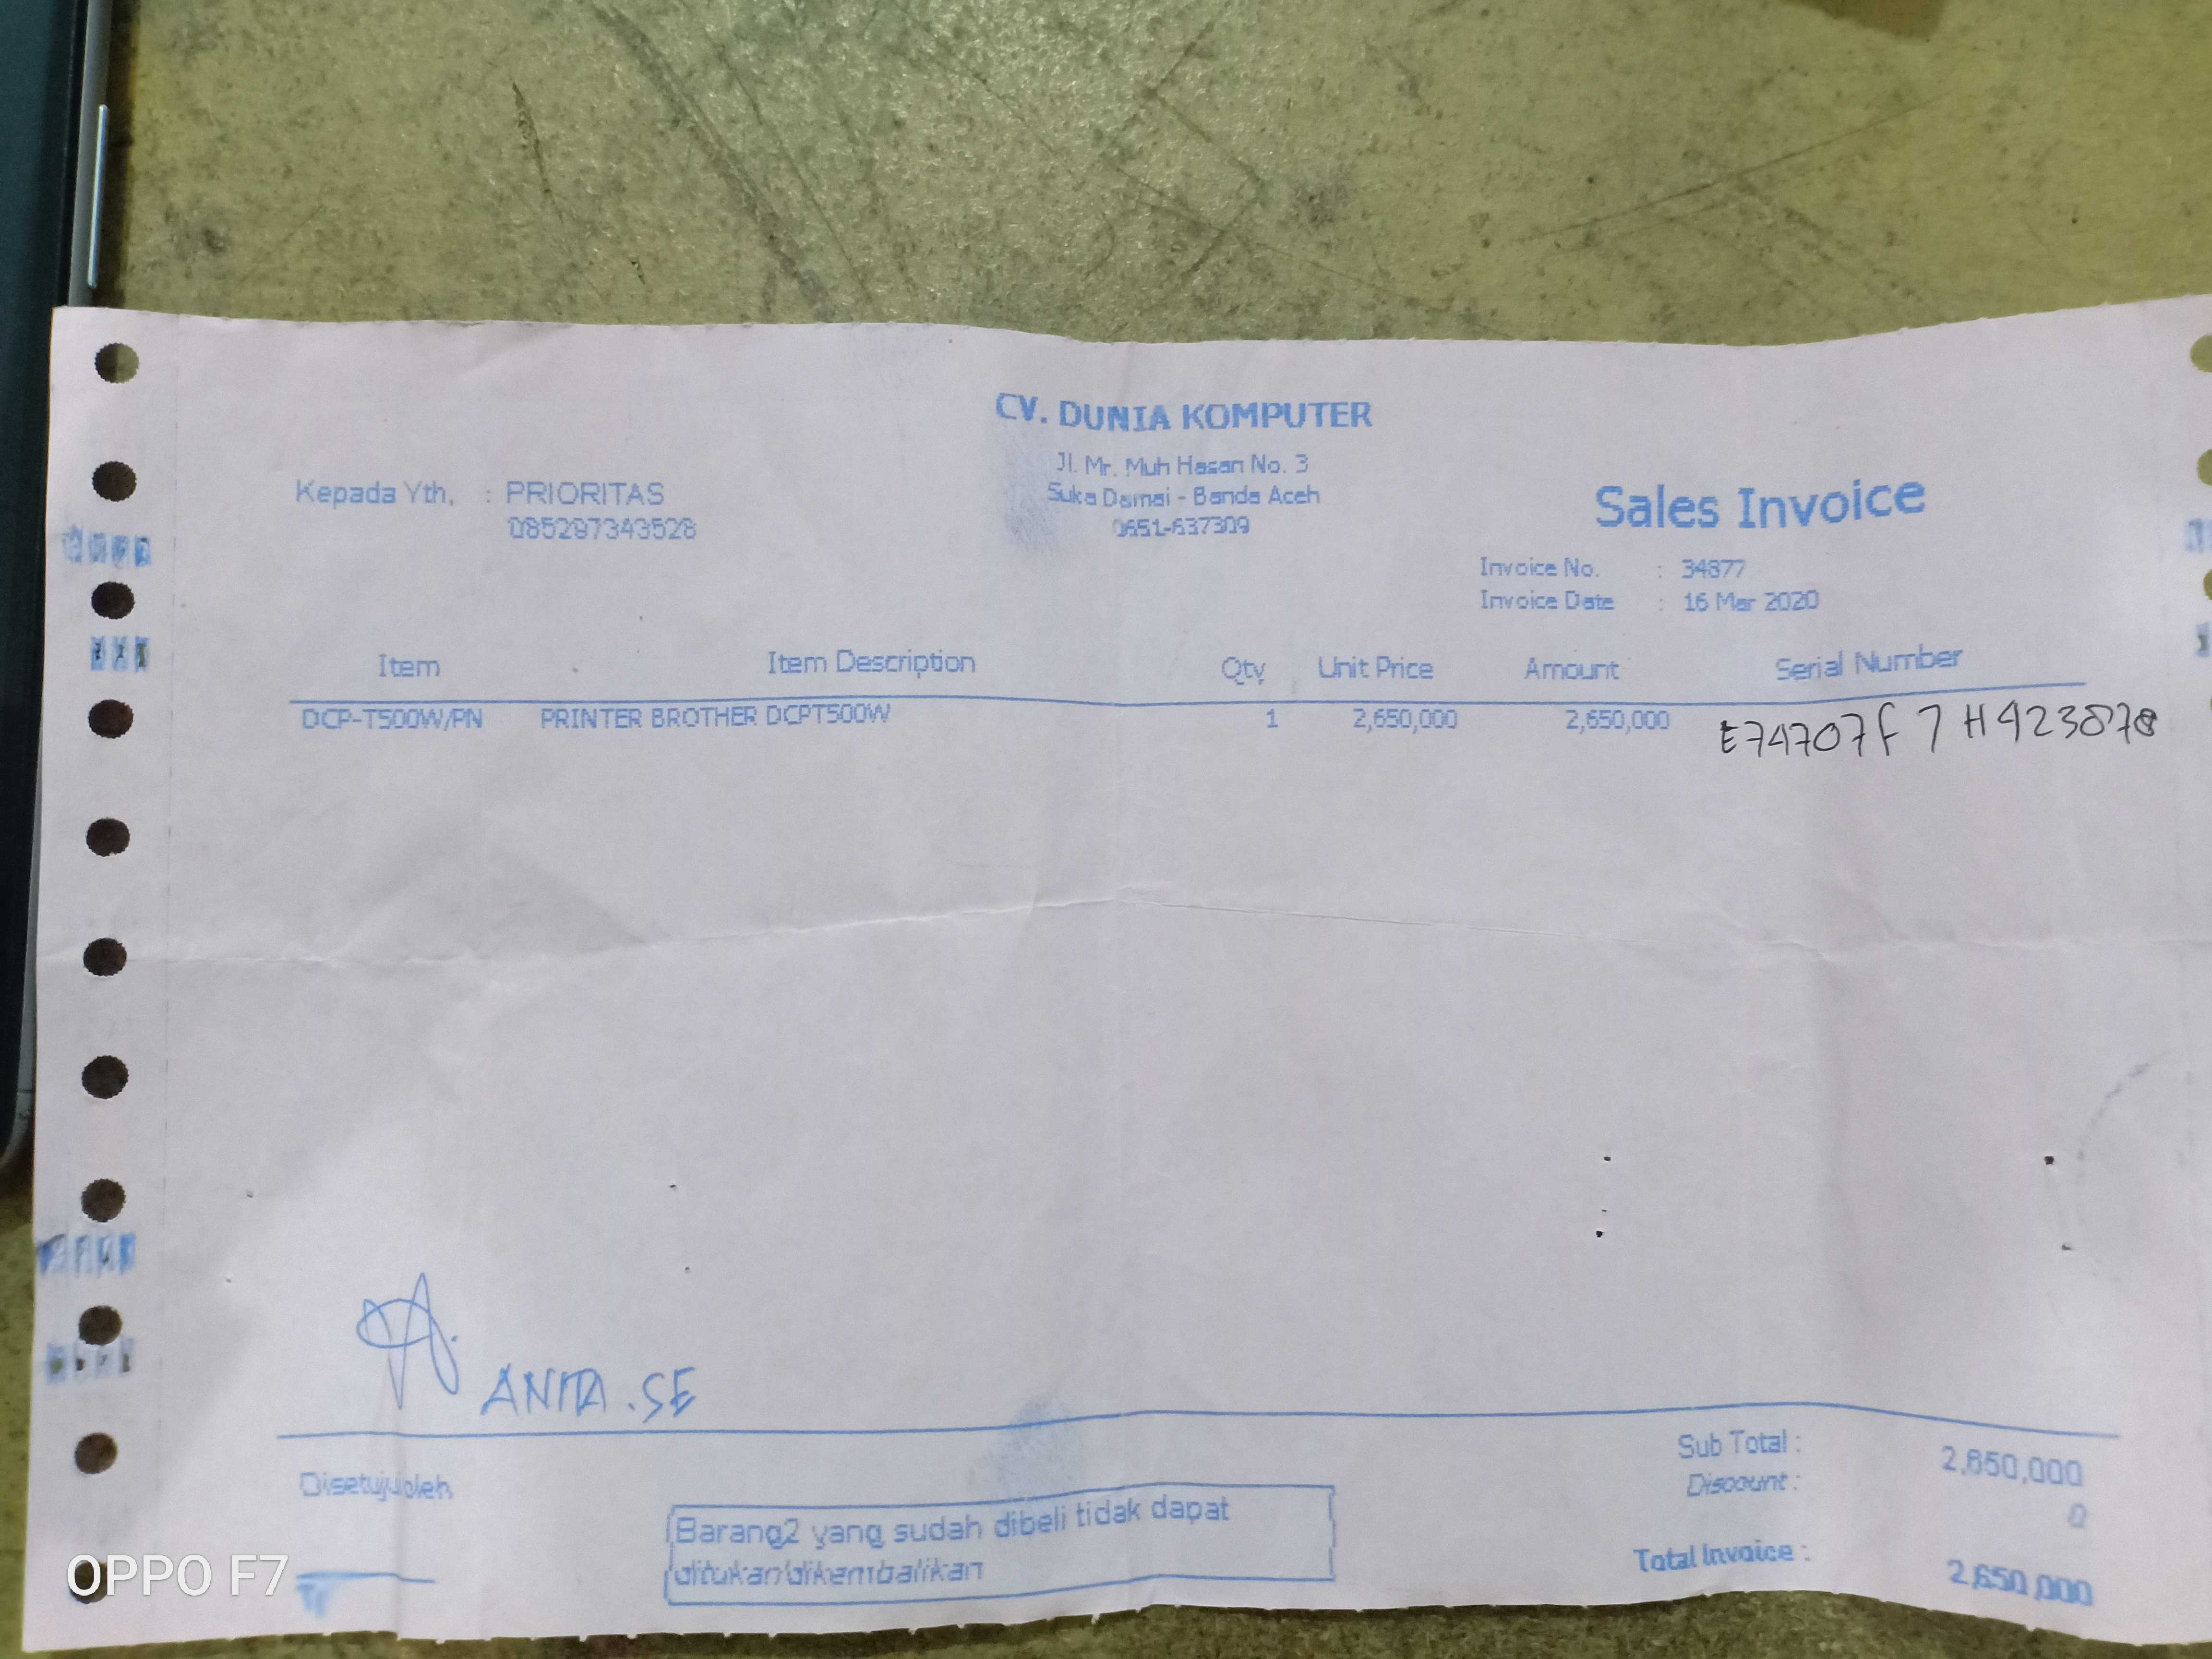 CV. DUNIA KOMPUTER
Jl. Mr. Muh Hasan No. 3
Suka Damai - Banda Aceh
0651-637309
Kepada Yth, : PRIORITAS
085297343528
Sales Invoice
Invoice No. : 34877
Invoice Date : 16 Mar 2020
Item Item Description Qty Unit Price Amount Serial Number
DCP-T500W/PN PRINTER BROTHER DCPT500W 1 2,650,000 2,650,000 E74707F7H423878
ANITA .SE
Disetujui oleh
Barang2 yang sudah dibeli tidak dapat
ditukan/dikembalikan
Sub Total : 2,650,000
Discount : 0
Total Invoice : 2,650,000
OPPO F7